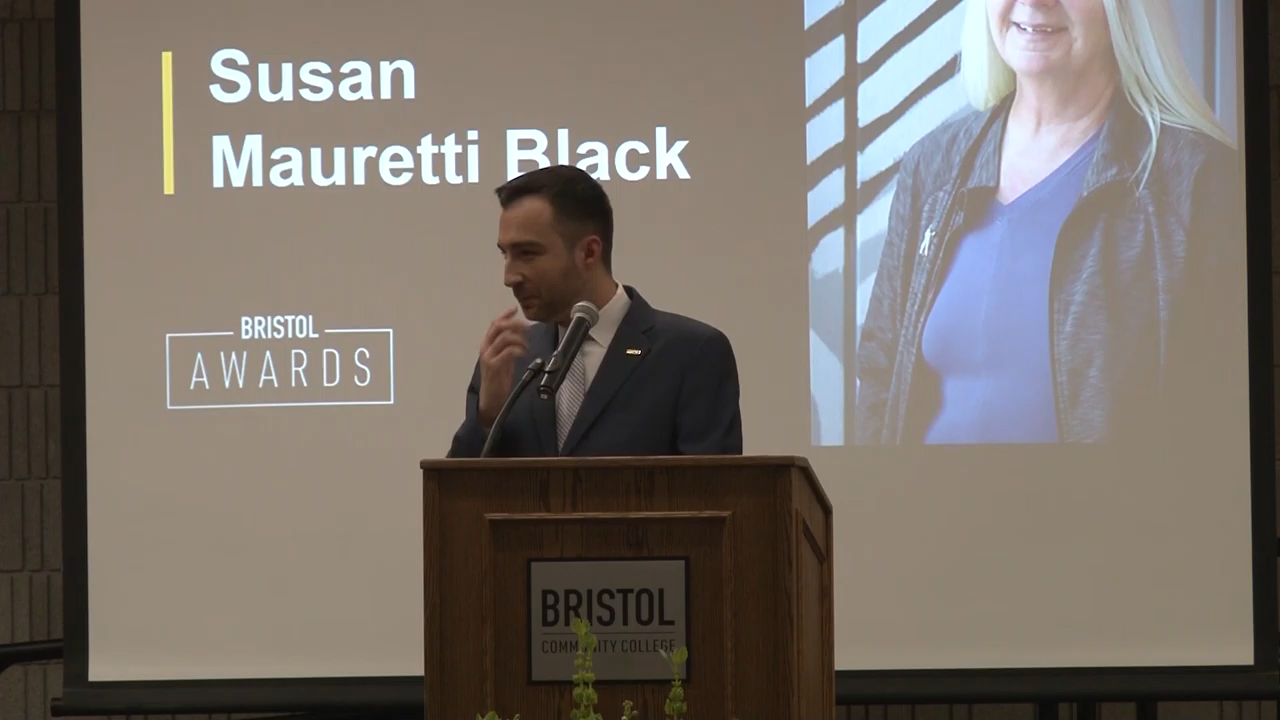 Susan
Mauretti Black
BRISTOL
AWARDS
BRISTOL
COMMUNITY COLLEGE